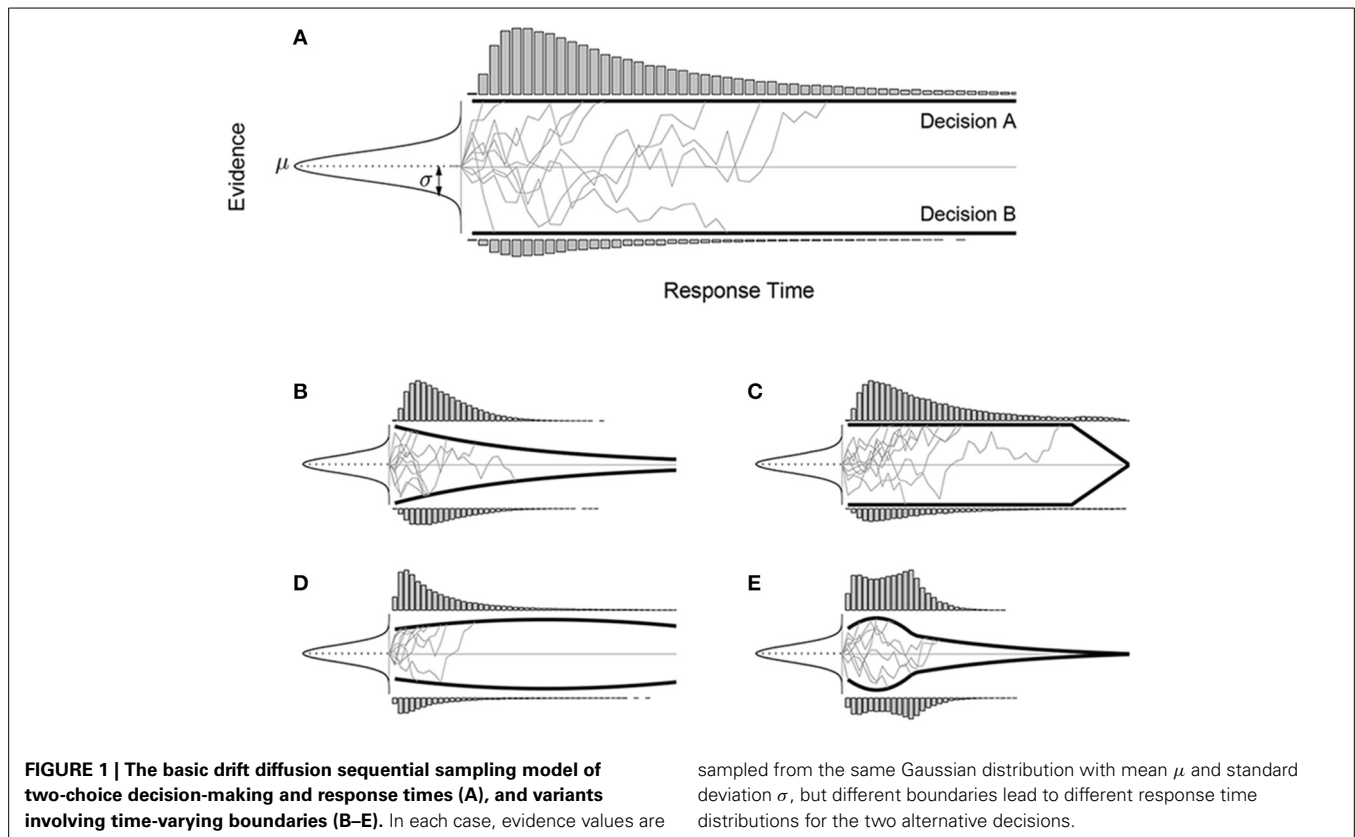 A
Evidence
μ
σ
Decision A
Decision B
Response Time
B
C
D
E
FIGURE 1 | The basic drift diffusion sequential sampling model of
two-choice decision-making and response times (A), and variants
involving time-varying boundaries (B–E). In each case, evidence values are
sampled from the same Gaussian distribution with mean μ and standard
deviation σ, but different boundaries lead to different response time
distributions for the two alternative decisions.